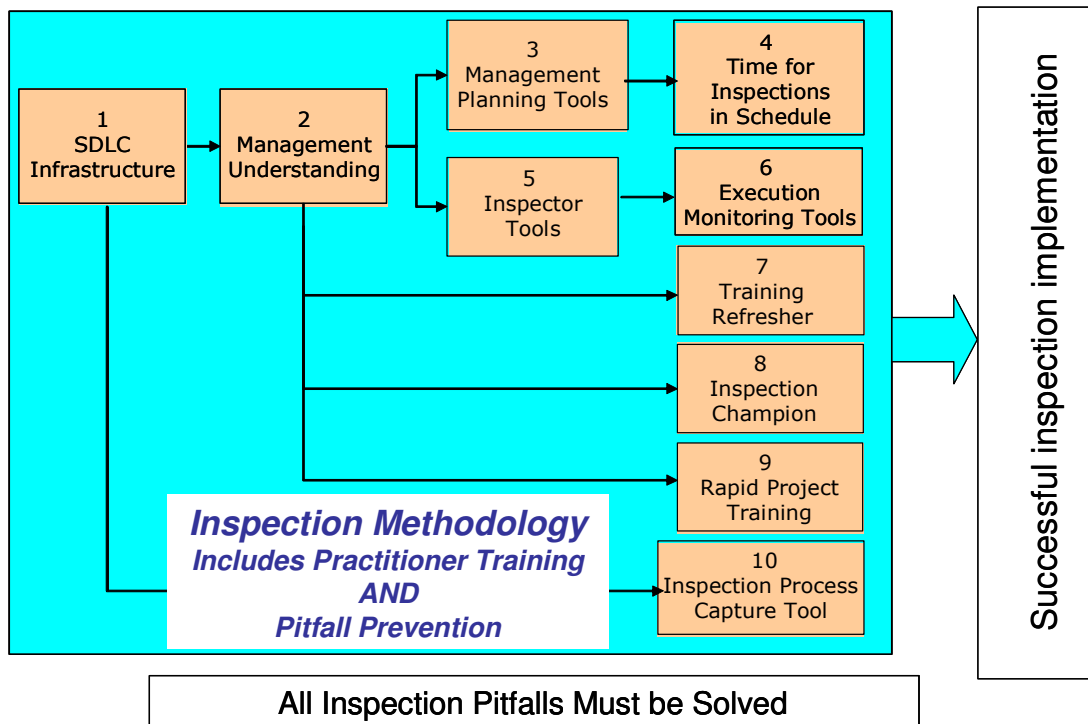 1
SDLC
Infrastructure
2
Management
Understanding
3
Management
Planning Tools
4
Time for
Inspections
in Schedule
5
Inspector
Tools
6
Execution
Monitoring Tools
7
Training
Refresher
8
Inspection
Champion
9
Rapid Project
Training
10
Inspection Process
Capture Tool
Inspection Methodology
Includes Practitioner Training
AND
Pitfall Prevention
Successful inspection implementation
All Inspection Pitfalls Must be Solved